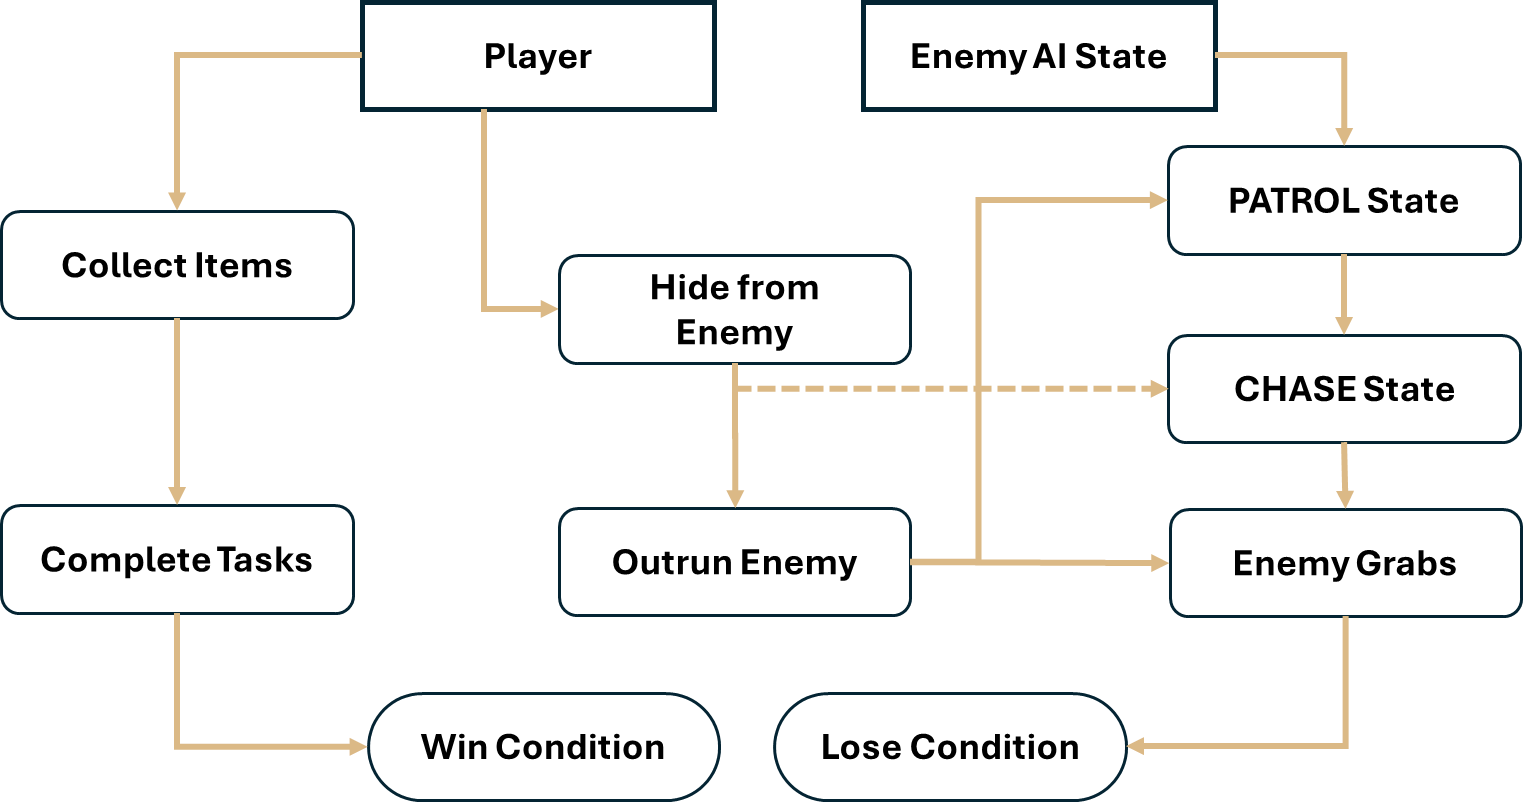 Player
Enemy AI State
PATROL State
Collect Items
Hide from
Enemy
CHASE State
Complete Tasks
Outrun Enemy
Enemy Grabs
Win Condition
Lose Condition